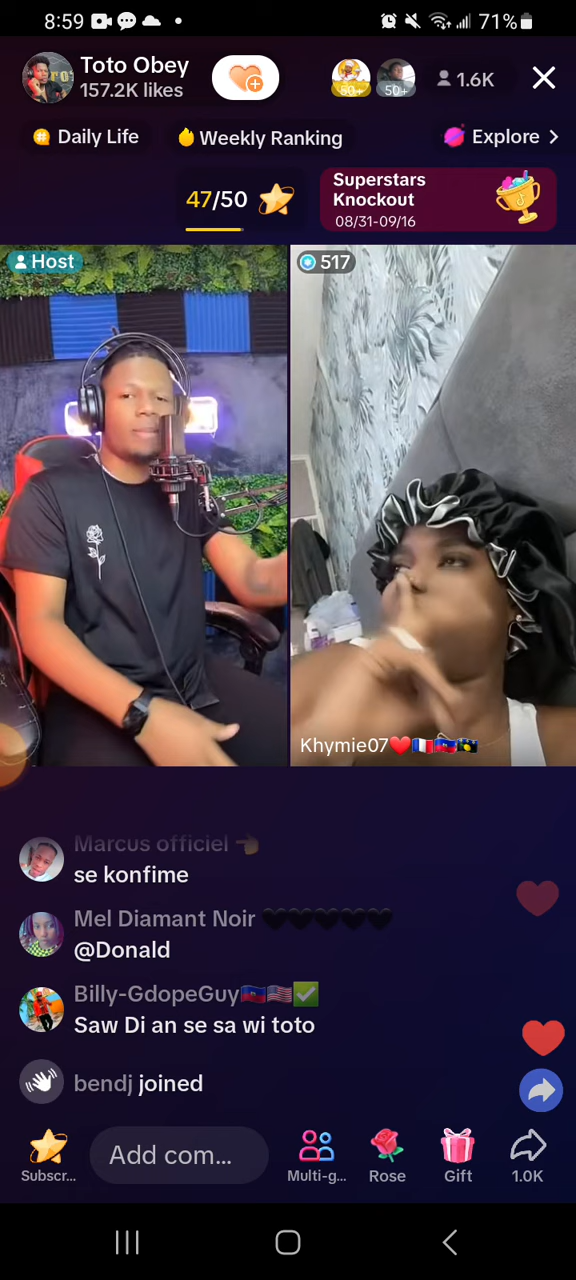 8:59
71%
Toto Obey
157.2K likes
50+
50+
1.6K
Daily Life
Weekly Ranking
Explore
47/50
Superstars
Knockout
08/31-09/16
Host
517
Khymie07❤️🇫🇷🇭🇹
Marcus officiel
se konfime
Mel Diamant Noir 🖤🖤🖤🖤🖤
@Donald
Billy-GdopeGuy🇭🇹🇺🇸✅
Saw Di an se sa wi toto
bendj joined
Add com...
Subscr...
Multi-g...
Rose
Gift
1.0K